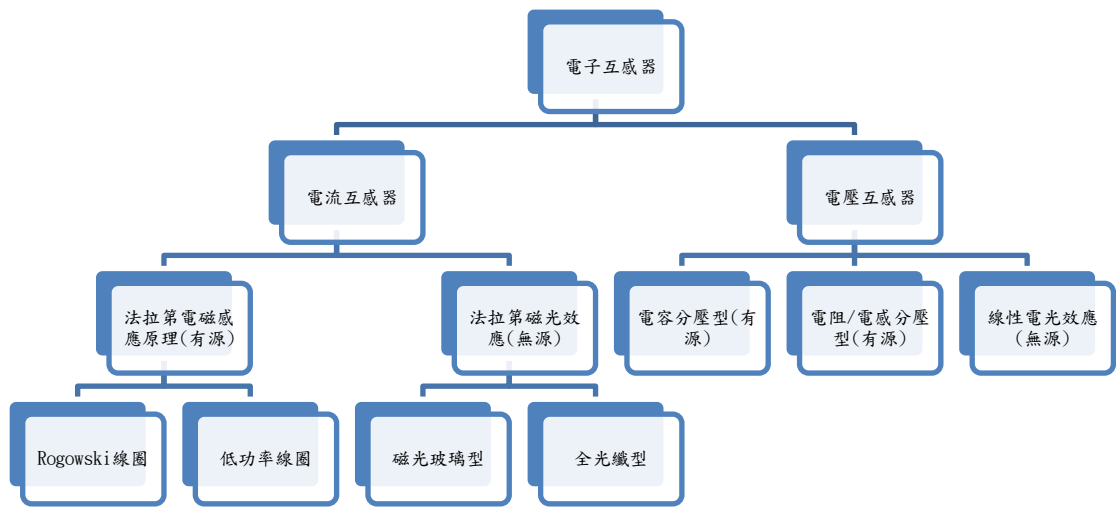 電子互感器
電流互感器
電壓互感器
法拉第電磁感
應原理(有源)
法拉第磁光效
應(無源)
電容分壓型(有
源)
電阻/電感分壓
型(有源)
線性電光效應
(無源)
Rogowski線圈
低功率線圈
磁光玻璃型
全光纖型